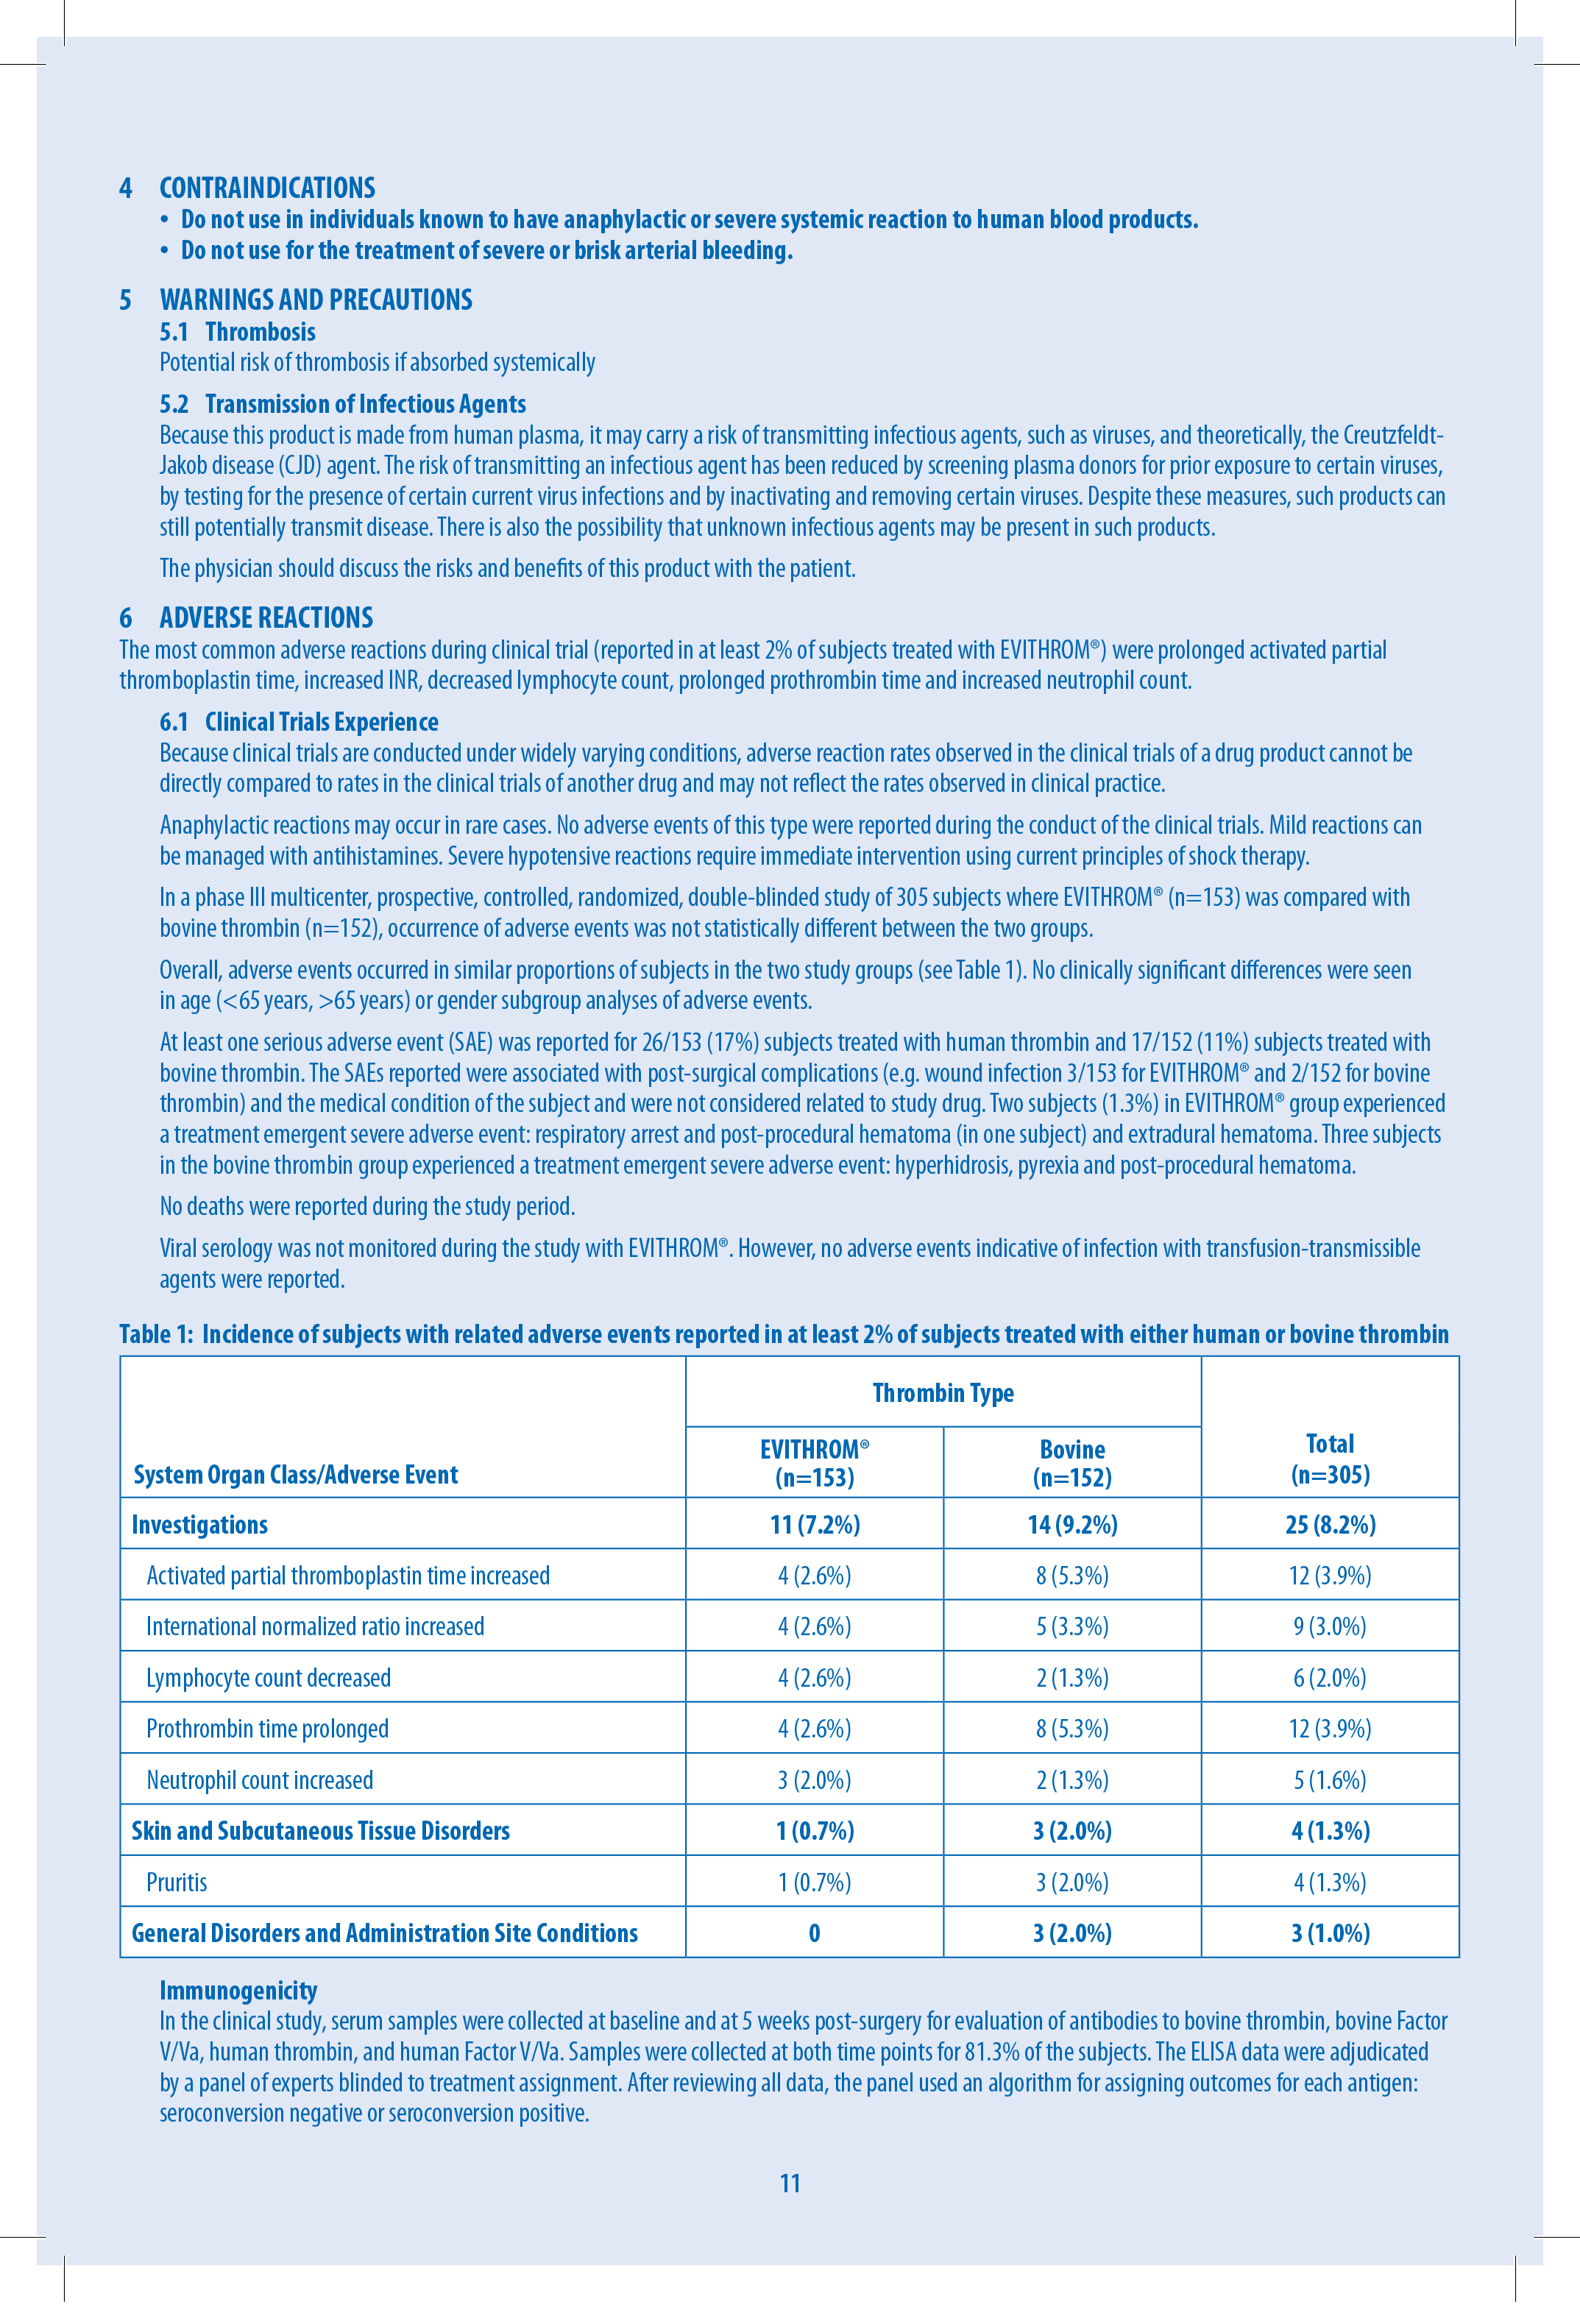 4 CONTRAINDICATIONS
• Do not use in individuals known to have anaphylactic or severe systemic reaction to human blood products.
• Do not use for the treatment of severe or brisk arterial bleeding.
5 WARNINGS AND PRECAUTIONS
5.1 Thrombosis
Potential risk of thrombosis if absorbed systemically
5.2 Transmission of Infectious Agents
Because this product is made from human plasma, it may carry a risk of transmitting infectious agents, such as viruses, and theoretically, the Creutzfeldt-
Jakob disease (CJD) agent. The risk of transmitting an infectious agent has been reduced by screening plasma donors for prior exposure to certain viruses,
by testing for the presence of certain current virus infections and by inactivating and removing certain viruses. Despite these measures, such products can
still potentially transmit disease. There is also the possibility that unknown infectious agents may be present in such products.
The physician should discuss the risks and benefits of this product with the patient.
6 ADVERSE REACTIONS
The most common adverse reactions during clinical trial (reported in at least 2% of subjects treated with EVITHROM®) were prolonged activated partial
thromboplastin time, increased INR, decreased lymphocyte count, prolonged prothrombin time and increased neutrophil count.
6.1 Clinical Trials Experience
Because clinical trials are conducted under widely varying conditions, adverse reaction rates observed in the clinical trials of a drug product cannot be
directly compared to rates in the clinical trials of another drug and may not reflect the rates observed in clinical practice.
Anaphylactic reactions may occur in rare cases. No adverse events of this type were reported during the conduct of the clinical trials. Mild reactions can
be managed with antihistamines. Severe hypotensive reactions require immediate intervention using current principles of shock therapy.
In a phase III multicenter, prospective, controlled, randomized, double-blinded study of 305 subjects where EVITHROM® (n=153) was compared with
bovine thrombin (n=152), occurrence of adverse events was not statistically different between the two groups.
Overall, adverse events occurred in similar proportions of subjects in the two study groups (see Table 1). No clinically significant differences were seen
in age (<65 years, >65 years) or gender subgroup analyses of adverse events.
At least one serious adverse event (SAE) was reported for 26/153 (17%) subjects treated with human thrombin and 17/152 (11%) subjects treated with
bovine thrombin. The SAEs reported were associated with post-surgical complications (e.g. wound infection 3/153 for EVITHROM® and 2/152 for bovine
thrombin) and the medical condition of the subject and were not considered related to study drug. Two subjects (1.3%) in EVITHROM® group experienced
a treatment emergent severe adverse event: respiratory arrest and post-procedural hematoma (in one subject) and extradural hematoma. Three subjects
in the bovine thrombin group experienced a treatment emergent severe adverse event: hyperhidrosis, pyrexia and post-procedural hematoma.
No deaths were reported during the study period.
Viral serology was not monitored during the study with EVITHROM®. However, no adverse events indicative of infection with transfusion-transmissible
agents were reported.
Table 1: Incidence of subjects with related adverse events reported in at least 2% of subjects treated with either human or bovine thrombin
System Organ Class/Adverse Event
Thrombin Type
EVITHROM®
(n=153)
Bovine
(n=152)
Total
(n=305)
Investigations 11 (7.2%) 14 (9.2%) 25 (8.2%)
Activated partial thromboplastin time increased 4 (2.6%) 8 (5.3%) 12 (3.9%)
International normalized ratio increased 4 (2.6%) 5 (3.3%) 9 (3.0%)
Lymphocyte count decreased 4 (2.6%) 2 (1.3%) 6 (2.0%)
Prothrombin time prolonged 4 (2.6%) 8 (5.3%) 12 (3.9%)
Neutrophil count increased 3 (2.0%) 2 (1.3%) 5 (1.6%)
Skin and Subcutaneous Tissue Disorders 1 (0.7%) 3 (2.0%) 4 (1.3%)
Pruritis 1 (0.7%) 3 (2.0%) 4 (1.3%)
General Disorders and Administration Site Conditions 0 3 (2.0%) 3 (1.0%)
Immunogenicity
In the clinical study, serum samples were collected at baseline and at 5 weeks post-surgery for evaluation of antibodies to bovine thrombin, bovine Factor
V/Va, human thrombin, and human Factor V/Va. Samples were collected at both time points for 81.3% of the subjects. The ELISA data were adjudicated
by a panel of experts blinded to treatment assignment. After reviewing all data, the panel used an algorithm for assigning outcomes for each antigen:
seroconversion negative or seroconversion positive.
11